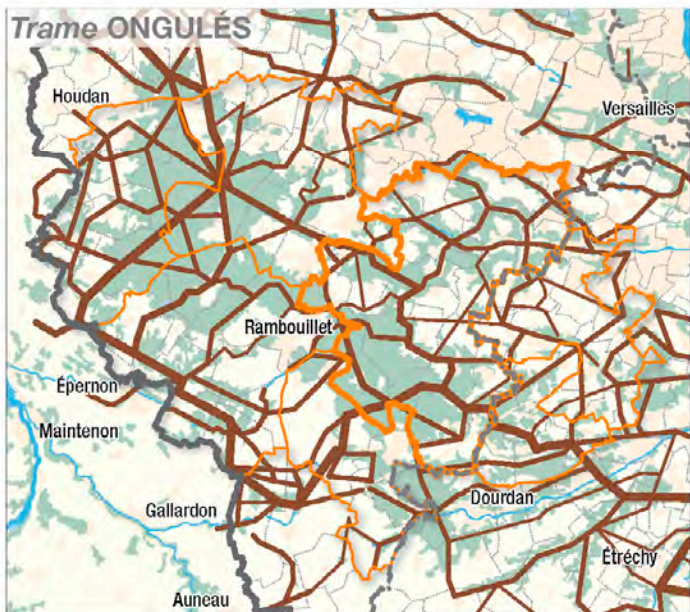 Trame ONGULÉS
Houdan
Versailles
Rambouillet
Épernon
Maintenon
Gallardon
Dourdan
Étréchy
Auneau